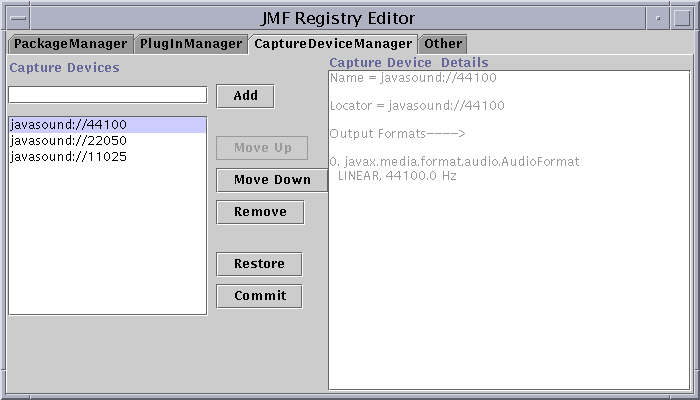 JMF Registry Editor
PackageManager PlugInManager CaptureDeviceManager Other
Capture Devices
Add
javasound://44100
javasound://22050
javasound://11025
Move Up
Move Down
Remove
Restore
Commit
Capture Device  Details
Name = javasound://44100
Locator = javasound://44100
Output Formats---->
0. javax.media.format.audio.AudioFormat
LINEAR, 44100.0 Hz